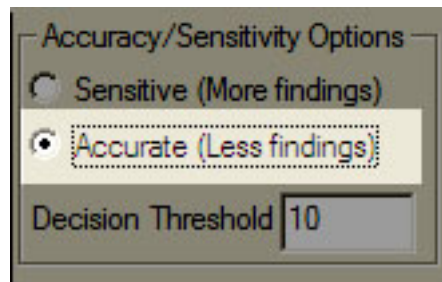 Accuracy/Sensitivity Options
Sensitive (More findings)
Accurate (Less findings)
Decision Threshold 10